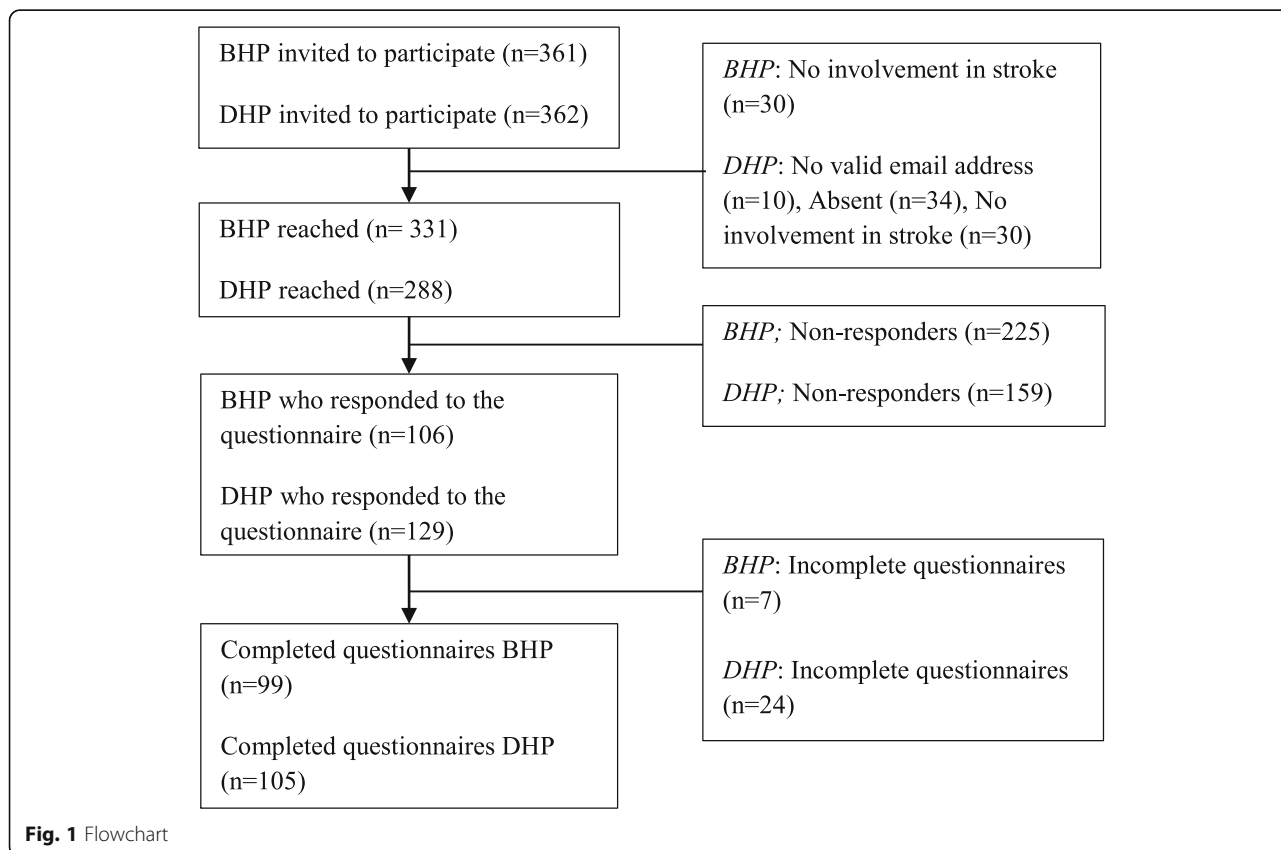 BHP invited to participate (n=361)
DHP invited to participate (n=362)
BHP: No involvement in stroke
(n=30)
DHP: No valid email address
(n=10), Absent (n=34), No
involvement in stroke (n=30)
BHP reached (n= 331)
DHP reached (n=288)
BHP; Non-responders (n=225)
DHP; Non-responders (n=159)
BHP who responded to the
questionnaire (n=106)
DHP who responded to the
questionnaire (n=129)
BHP: Incomplete questionnaires
(n=7)
DHP: Incomplete questionnaires
(n=24)
Completed questionnaires BHP
(n=99)
Completed questionnaires DHP
(n=105)
Fig. 1 Flowchart